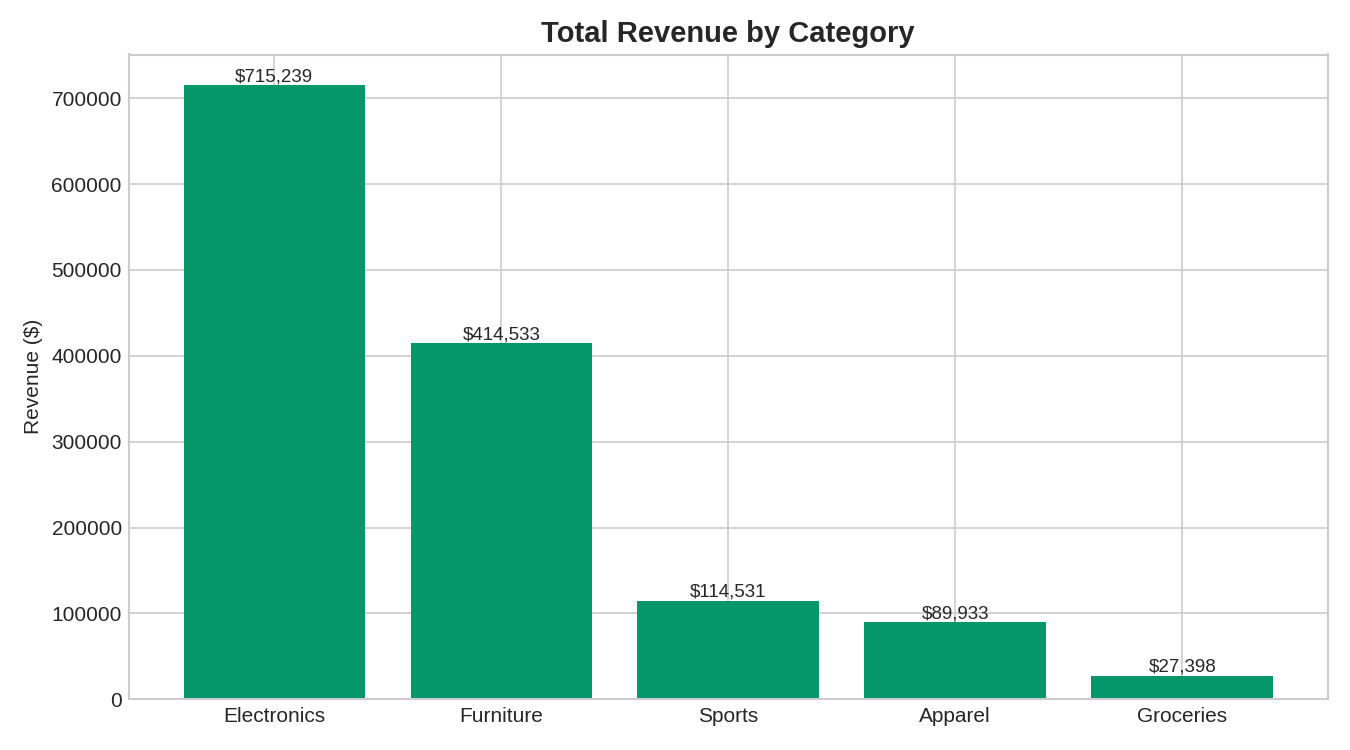 Total Revenue by Category
Revenue ($)
700000
600000
500000
400000
300000
200000
100000
0
$715,239
$414,533
$114,531
$89,933
$27,398
Electronics
Furniture
Sports
Apparel
Groceries